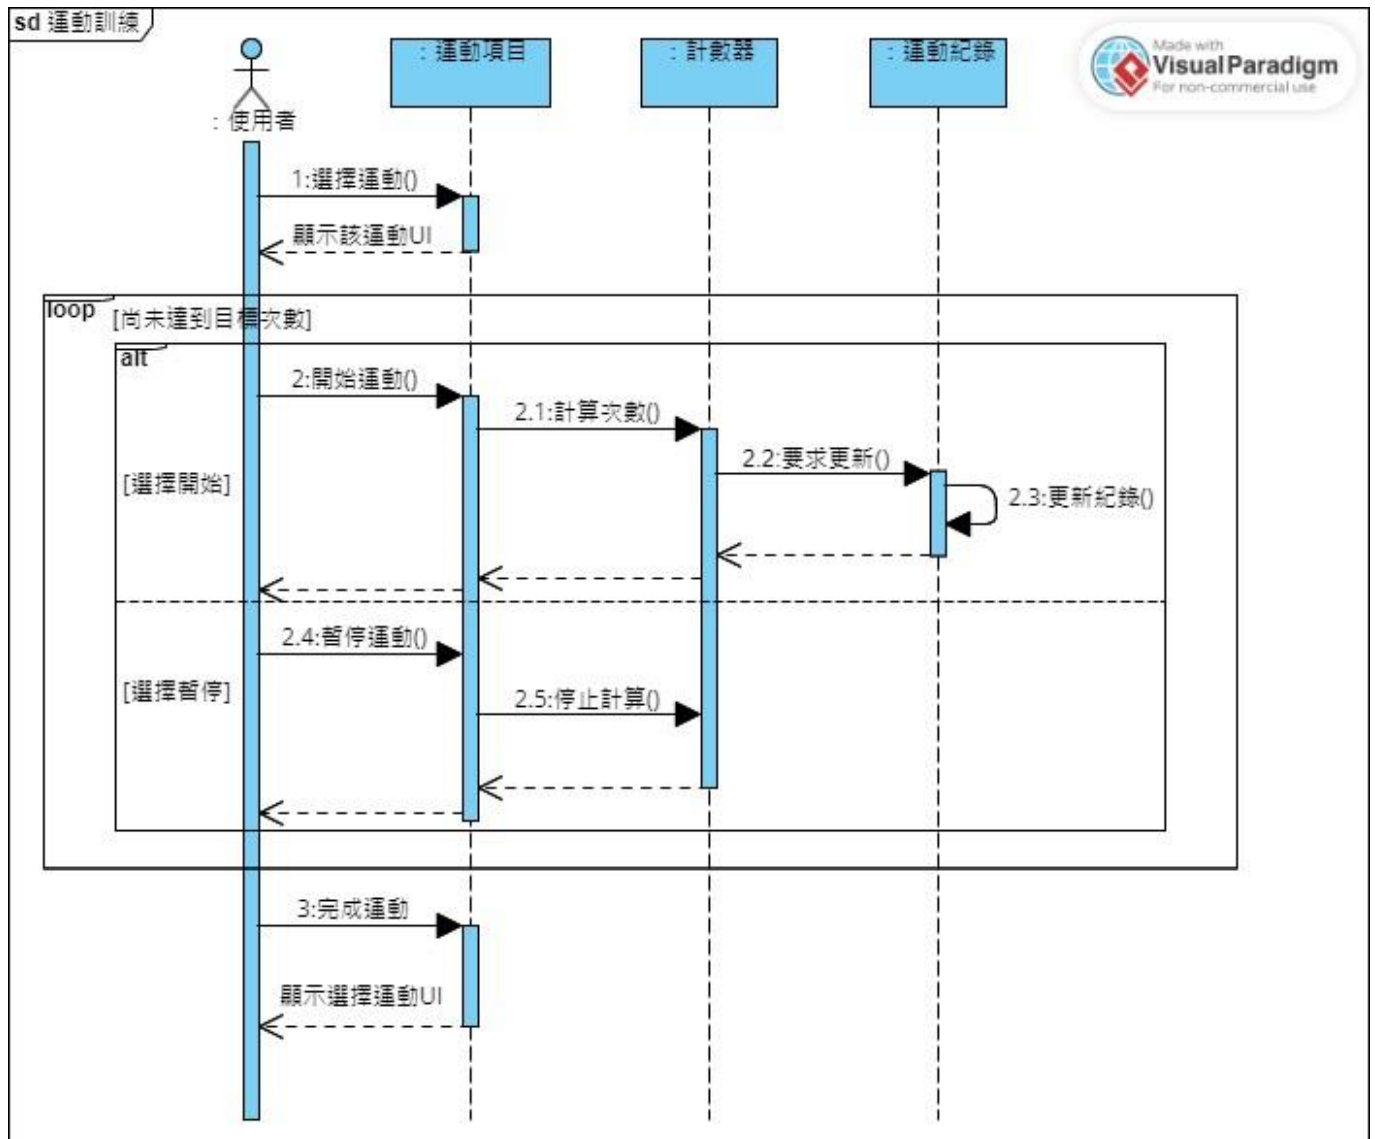 sd 運動訓練
: 使用者
: 運動項目
: 計數器
: 運動紀錄
Made with
Visual Paradigm
For non-commercial use
1:選擇運動()
顯示該運動UI
loop
[尚未達到目標次數]
alt
2:開始運動()
2.1:計算次數()
2.2:要求更新()
[選擇開始]
2.3:更新紀錄()
2.4:暫停運動()
[選擇暫停]
2.5:停止計算()
3:完成運動
顯示選擇運動UI